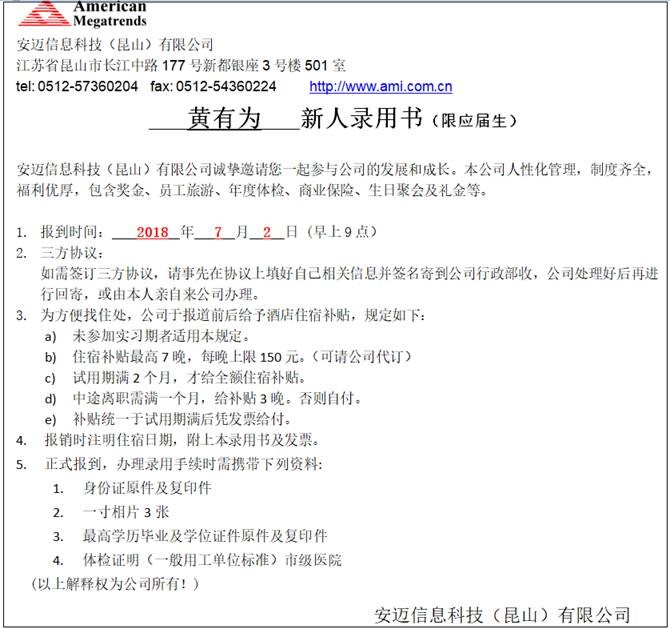 American
Megatrends
安迈信息科技（昆山）有限公司
江苏省昆山市长江中路 177 号新都银座 3 号楼 501 室
tel: 0512-57360204 fax: 0512-54360224 http://www.ami.com.cn
黄有为 新人录用书（限应届生）
安迈信息科技（昆山）有限公司诚挚邀请您一起参与公司的发展和成长。本公司人性化管理，制度齐全，
福利优厚，包含奖金、员工旅游、年度体检、商业保险、生日聚会及礼金等。
1. 报到时间： 2018 年 7 月 2 日（早上 9 点）
2. 三方协议：
如需签订三方协议，请事先在协议上填好自己相关信息并签名寄到公司行政部收，公司处理好后再进
行回寄，或由本人亲自来公司办理。
3. 为方便找住处，公司于报道前后给予酒店住宿补贴，规定如下：
a) 未参加实习期者适用本规定。
b) 住宿补贴最高 7 晚，每晚上限 150 元。（可请公司代订）
c) 试用期满 2 个月，才给全额住宿补贴。
d) 中途离职需满一个月，给补贴 3 晚。否则自付。
e) 补贴统一于试用期满后凭发票给付。
4. 报销时注明住宿日期，附上本录用书及发票。
5. 正式报到，办理录用手续时需携带下列资料:
1. 身份证原件及复印件
2. 一寸相片 3 张
3. 最高学历毕业及学位证件原件及复印件
4. 体检证明（一般用工单位标准）市级医院
(以上解释权为公司所有！)
安迈信息科技（昆山）有限公司